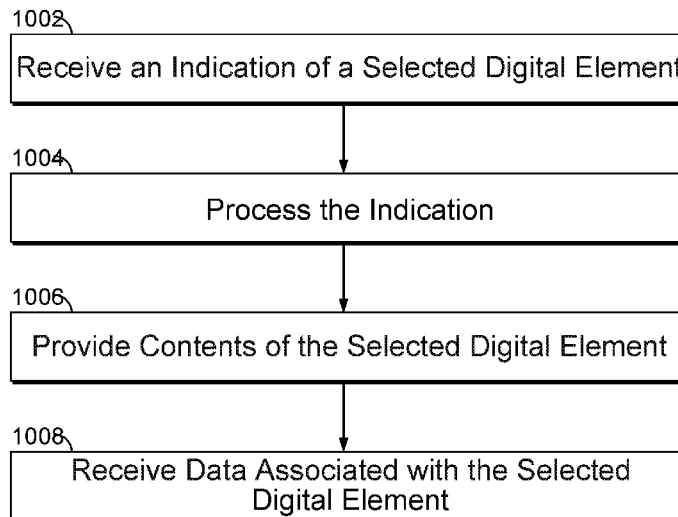 1002
Receive an Indication of a Selected Digital Element
1004
Process the Indication
1006
Provide Contents of the Selected Digital Element
1008
Receive Data Associated with the Selected
Digital Element